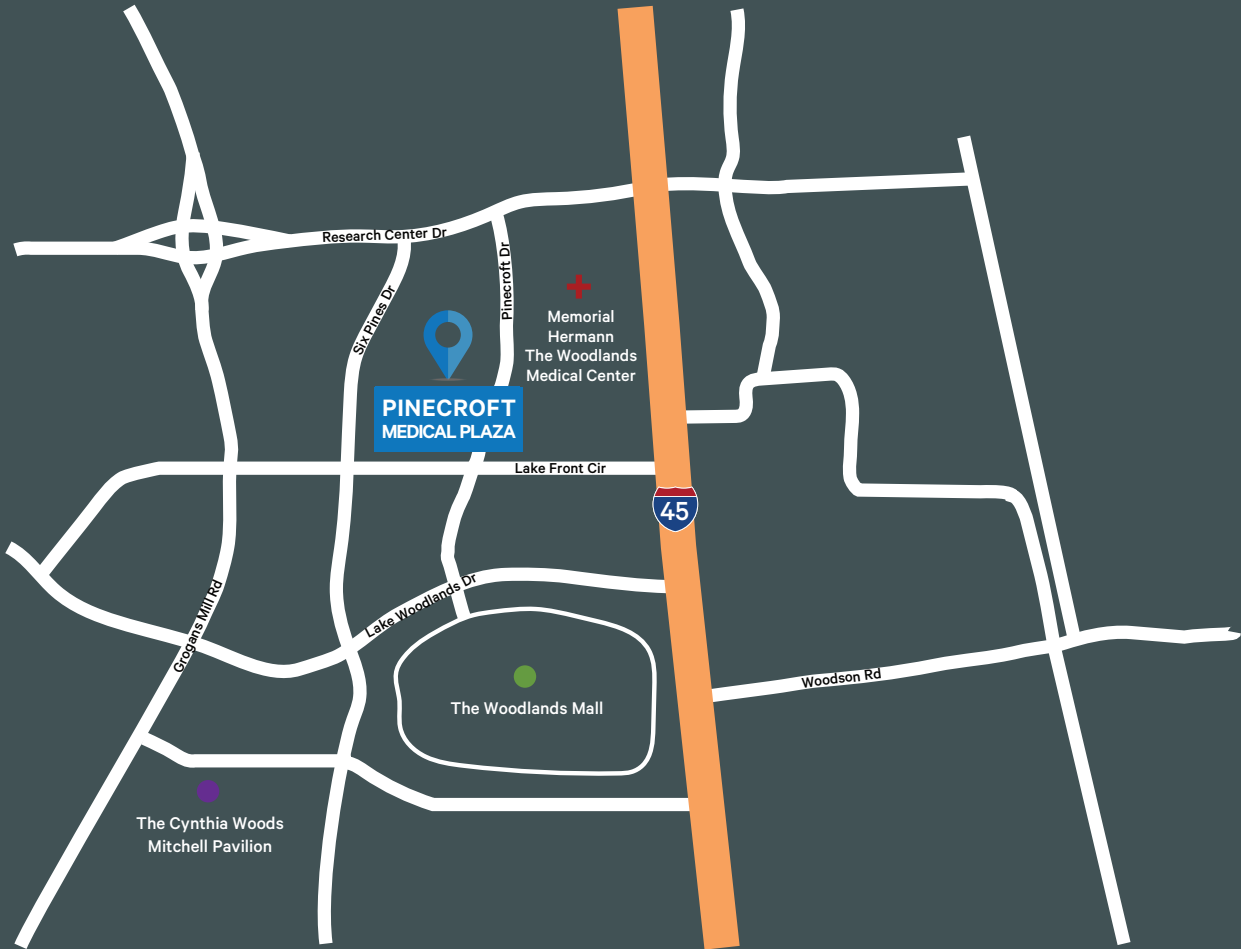 Research Center Dr
Six Pines Dr
Pinecroft Dr
Memorial
Hermann
The Woodlands
Medical Center
PINECROFT
MEDICAL PLAZA
Lake Front Cir
45
Grogans Mill Rd
Lake Woodlands Dr
Woodson Rd
The Woodlands Mall
The Cynthia Woods
Mitchell Pavilion